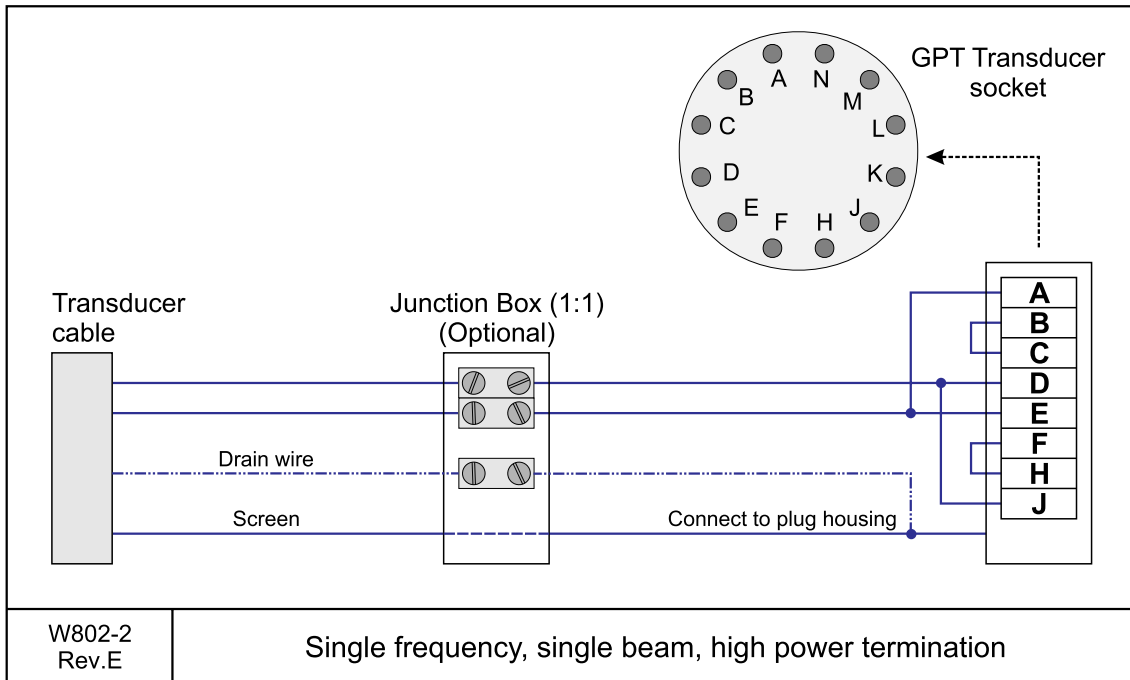 GPT Transducer
socket
A
N
B
M
C
L
D
K
E
J
F
H
Transducer
cable
Junction Box (1:1)
(Optional)
A
B
C
D
E
F
H
J
Drain wire
Screen
Connect to plug housing
W802-2
Rev.E
Single frequency, single beam, high power termination